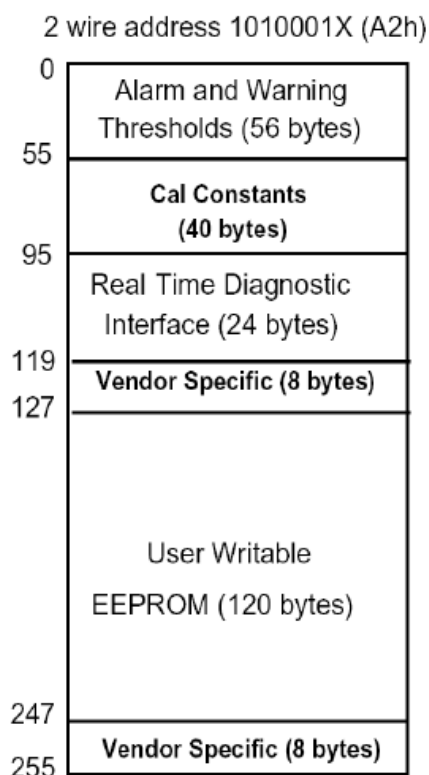 2 wire address 1010001X (A2h)
0
Alarm and Warning
Thresholds (56 bytes)
55
Cal Constants
(40 bytes)
95
Real Time Diagnostic
Interface (24 bytes)
119
Vendor Specific (8 bytes)
127
User Writable
EEPROM (120 bytes)
247
Vendor Specific (8 bytes)
255